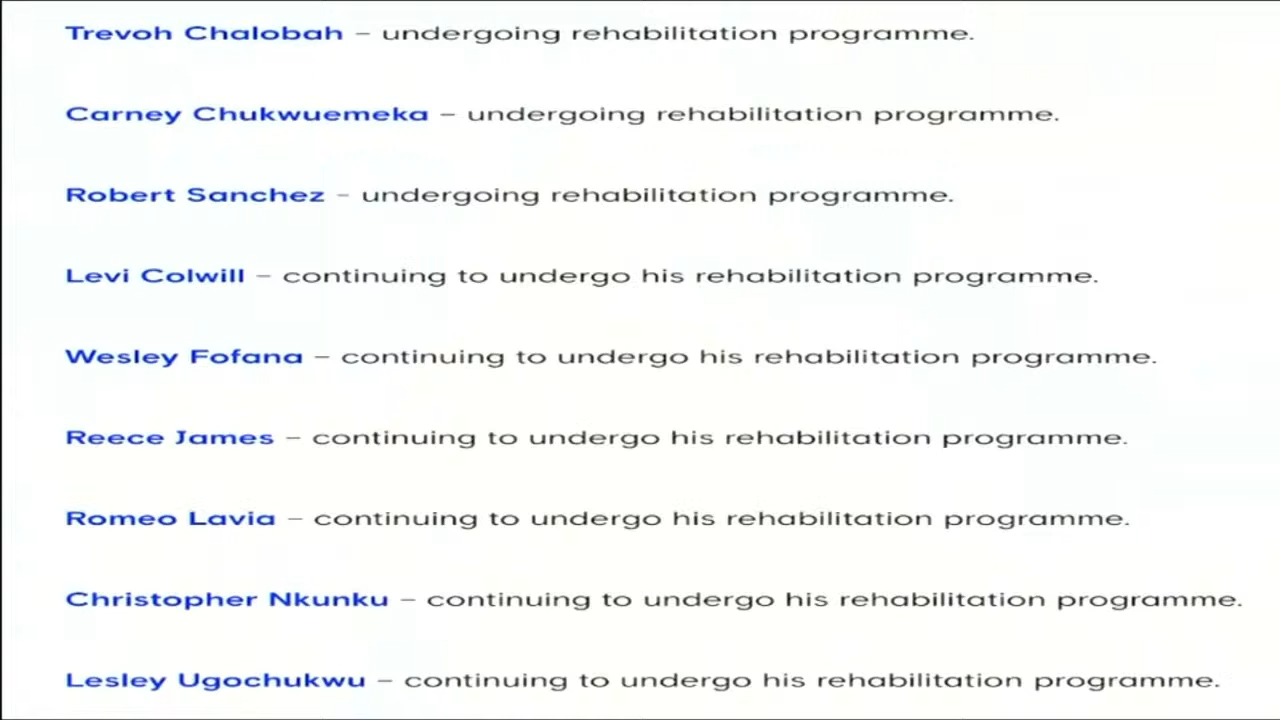 Trevoh Chalobah – undergoing rehabilitation programme.
Carney Chukwuemeka – undergoing rehabilitation programme.
Robert Sanchez - undergoing rehabilitation programme.
Levi Colwill – continuing to undergo his rehabilitation programme.
Wesley Fofana – continuing to undergo his rehabilitation programme.
Reece James – continuing to undergo his rehabilitation programme.
Romeo Lavia – continuing to undergo his rehabilitation programme.
Christopher Nkunku – continuing to undergo his rehabilitation programme.
Lesley Ugochukwu – continuing to undergo his rehabilitation programme.